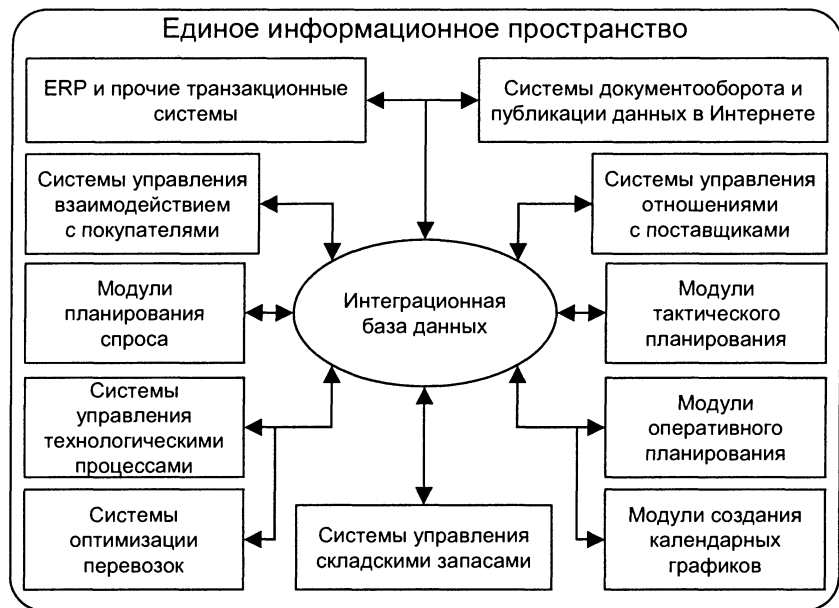 Единое информационное пространство
ERP и прочие транзакционные
системы
Системы документооборота и
публикации данных в Интернете
Системы управления
взаимодействием
с покупателями
Системы управления
отношениями
с поставщиками
Модули
планирования
спроса
Интеграционная
база данных
Модули
тактического
планирования
Системы
управления
технологическими
процессами
Модули
оперативного
планирования
Системы
оптимизации
перевозок
Системы управления
складскими запасами
Модули создания
календарных
графиков